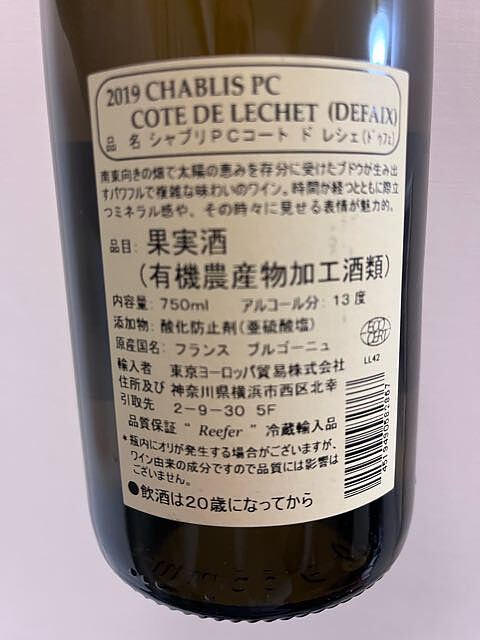 2019 CHABLIS PC
COTE DE LECHET (DEFAIX)
品 名 シャブリPCコート ド レシェ(ドゥフェ)
南東向きの畑で太陽の恵みを存分に受けたブドウが生み出
すパワフルで複雑な味わいのワイン。時間が経つとともに際立
つミネラル感や、その時々に見せる表情が魅力的。
品目: 果実酒
(有機農産物加工酒類)
内容量: 750ml アルコール分: 13度
添加物: 酸化防止剤(亜硫酸塩)
原産国名: フランス ブルゴーニュ
ECO CERT
LL42
輸入者 東京ヨーロッパ貿易株式会社
住所及び 神奈川県横浜市西区北幸
引取先 2-9-30 5F
品質保証 " Reefer " 冷蔵輸入品
*瓶内にオリが発生する場合がございますが、
ワイン由来の成分ですので品質には影響は
ございません。
●飲酒は20歳になってから